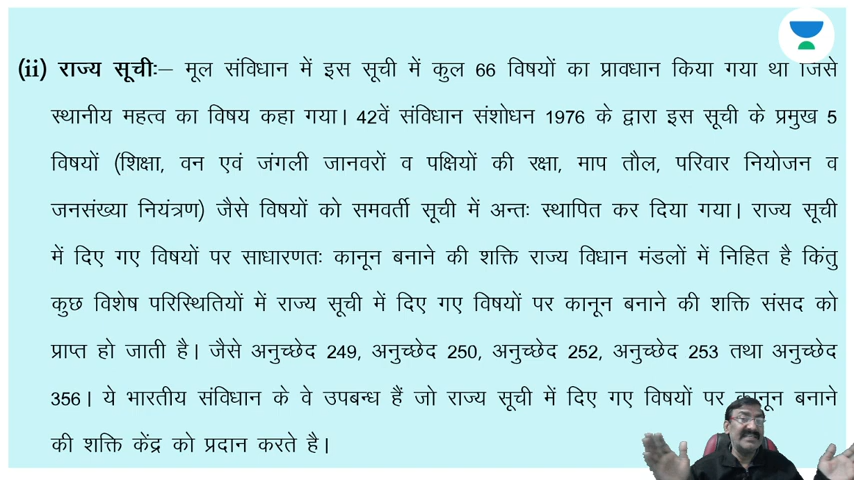 (ii) राज्य सूचीः– मूल संविधान में इस सूची में कुल 66 विषयों का प्रावधान किया गया था जिसे
स्थानीय महत्व का विषय कहा गया। 42वें संविधान संशोधन 1976 के द्वारा इस सूची के प्रमुख 5
विषयों (शिक्षा, वन एवं जंगली जानवरों व पक्षियों की रक्षा, माप तौल, परिवार नियोजन व
जनसंख्या नियंत्रण) जैसे विषयों को समवर्ती सूची में अन्तः स्थापित कर दिया गया। राज्य सूची
में दिए गए विषयों पर साधारणतः कानून बनाने की शक्ति राज्य विधान मंडलों में निहित है किंतु
कुछ विशेष परिस्थितियों में राज्य सूची में दिए गए विषयों पर कानून बनाने की शक्ति संसद को
प्राप्त हो जाती है। जैसे अनुच्छेद 249, अनुच्छेद 250, अनुच्छेद 252, अनुच्छेद 253 तथा अनुच्छेद
356। ये भारतीय संविधान के वे उपबन्ध हैं जो राज्य सूची में दिए गए विषयों पर कानून बनाने
की शक्ति केंद्र को प्रदान करते है।